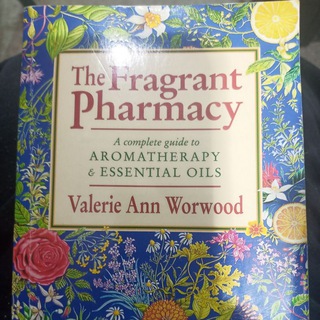 The Fragrant
Pharmacy
A complete guide to
AROMATHERAPY
& ESSENTIAL OILS
Valerie Ann Worwood